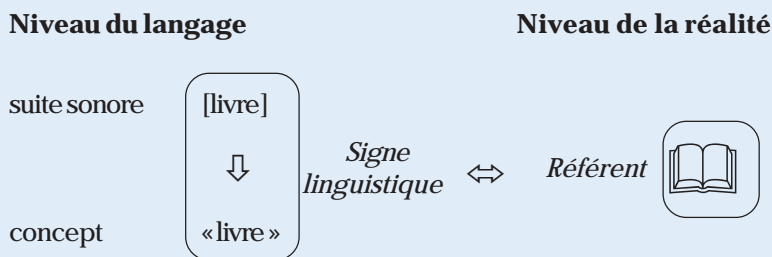 Niveau du langage Niveau de la réalité
suite sonore [livre]
Signe
linguistique Référent
concept « livre »